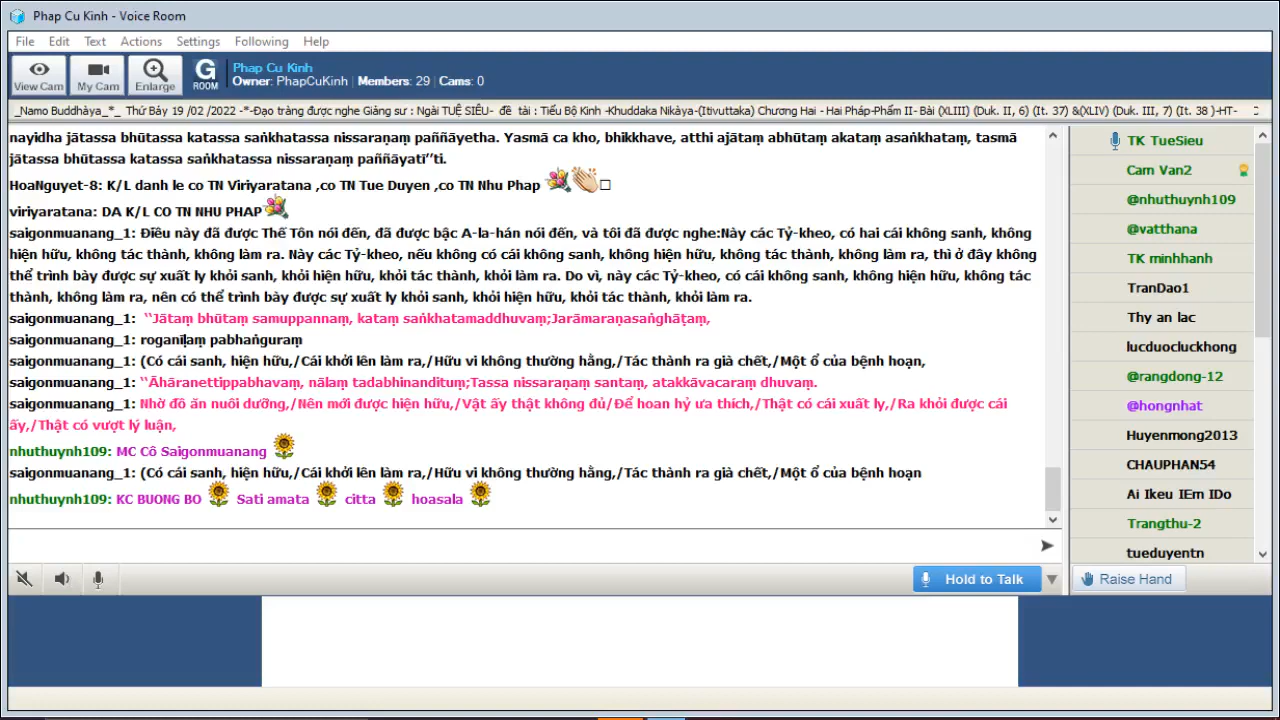 Phap Cu Kinh - Voice Room
File Edit Text Actions Settings Following Help
View Cam My Cam Enlarge G ROOM
Phap Cu Kinh
Owner: PhapCuKinh | Members: 29 | Cams: 0
_Namo Buddhàya_*_ Thứ Bảy 19 /02 /2022 -*-Đạo tràng được nghe Giảng sư : Ngài TUỆ SIÊU- đề tài : Tiểu Bộ Kinh -Khuddaka Nikàya-(Itivuttaka) Chương Hai - Hai Pháp-Phẩm II- Bài (XLIII) (Duk. II, 6) (It. 37) &(XLIV) (Duk. III, 7) (It. 38 )-HT-
nayidha jātassa bhūtassa katassa saṅkhatassa nissaraṇaṃ paññāyetha. Yasmā ca kho, bhikkhave, atthi ajātaṃ abhūtaṃ akataṃ asaṅkhataṃ, tasmā
jātassa bhūtassa katassa saṅkhatassa nissaraṇaṃ paññāyatī’’ti.
HoaNguyet-8: K/L danh le co TN Viriyaratana ,co TN Tue Duyen ,co TN Nhu Phap
viriyaratana: DA K/L CO TN NHU PHAP
saigonmuanang_1: Điều này đã được Thế Tôn nói đến, đã được bậc A-la-hán nói đến, và tôi đã được nghe:Này các Tỷ-kheo, có hai cái không sanh, không
hiện hữu, không tác thành, không làm ra. Này các Tỷ-kheo, nếu không có cái không sanh, không hiện hữu, không tác thành, không làm ra, thì ở đây không
thể trình bày được sự xuất ly khỏi sanh, khỏi hiện hữu, khỏi tác thành, khỏi làm ra. Do vì, này các Tỷ-kheo, có cái không sanh, không hiện hữu, không tác
thành, không làm ra, nên có thể trình bày được sự xuất ly khỏi sanh, khỏi hiện hữu, khỏi tác thành, khỏi làm ra.
saigonmuanang_1: ‘‘Jātaṃ bhūtaṃ samuppannaṃ, kataṃ saṅkhatamaddhuvaṃ;Jarāmaraṇasaṅghāṭaṃ,
saigonmuanang_1: roganīḷaṃ pabhaṅguraṃ
saigonmuanang_1: (Có cái sanh, hiện hữu,/Cái khởi lên làm ra,/Hữu vi không thường hằng,/Tác thành ra già chết,/Một ổ của bệnh hoạn,
saigonmuanang_1: ‘‘Āhāranettippabhavaṃ, nālaṃ tadabhinandituṃ;Tassa nissaraṇaṃ santaṃ, atakkāvacaraṃ dhuvaṃ.
saigonmuanang_1: Nhờ đồ ăn nuôi dưỡng,/Nên mới được hiện hữu,/Vật ấy thật không đủ/Để hoan hỷ ưa thích,/Thật có cái xuất ly,/Ra khỏi được cái
ấy,/Thật có vượt lý luận,
nhuthuynh109: MC Cô Saigonmuanang
saigonmuanang_1: (Có cái sanh, hiện hữu,/Cái khởi lên làm ra,/Hữu vi không thường hằng,/Tác thành ra già chết,/Một ổ của bệnh hoạn
nhuthuynh109: KC BUONG BO Sati amata citta hoasala
Hold to Talk
TK TueSieu
Cam Van2
@nhuthuynh109
@vatthana
TK minhhanh
TranDao1
Thy an lac
lucduocluckhong
@rangdong-12
@hongnhat
Huyenmong2013
CHAUPHAN54
Ai Ikeu IEm IDo
Trangthu-2
tueduyentn
Raise Hand